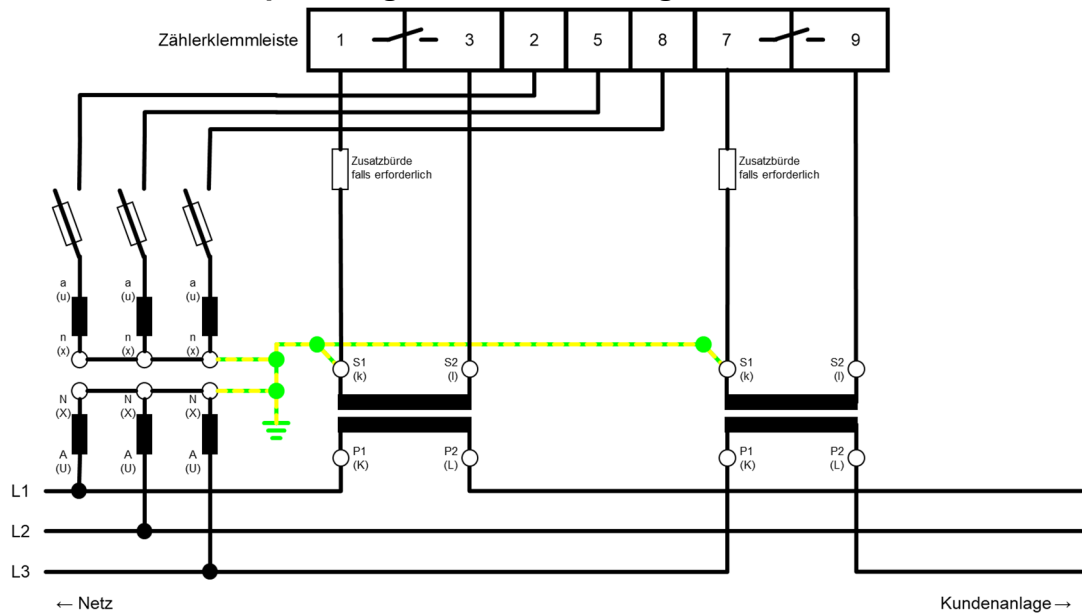 Zählerklemmleiste 1 3 2 5 8 7 9
Zusatzbürde
falls erforderlich
Zusatzbürde
falls erforderlich
a
(u)
a
(u)
a
(u)
n
(x)
n
(x)
n
(x)
S1
(k)
S2
(l)
S1
(k)
S2
(l)
N
(X)
N
(X)
N
(X)
A
(U)
A
(U)
A
(U)
P1
(K)
P2
(L)
P1
(K)
P2
(L)
L1
L2
L3
← Netz
Kundenanlage →